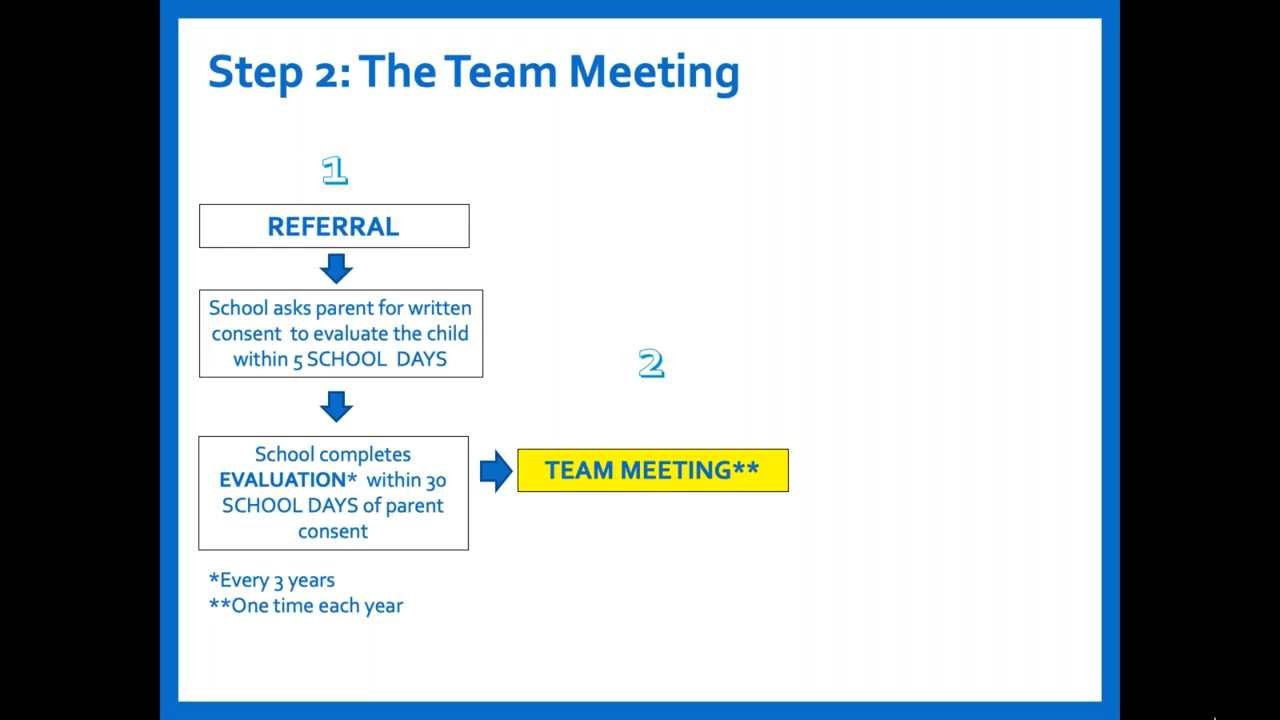 Step 2: The Team Meeting
1
REFERRAL
School asks parent for written
consent to evaluate the child
within 5 SCHOOL DAYS
2
School completes
EVALUATION* within 30
SCHOOL DAYS of parent
consent
TEAM MEETING**
*Every 3 years
**One time each year